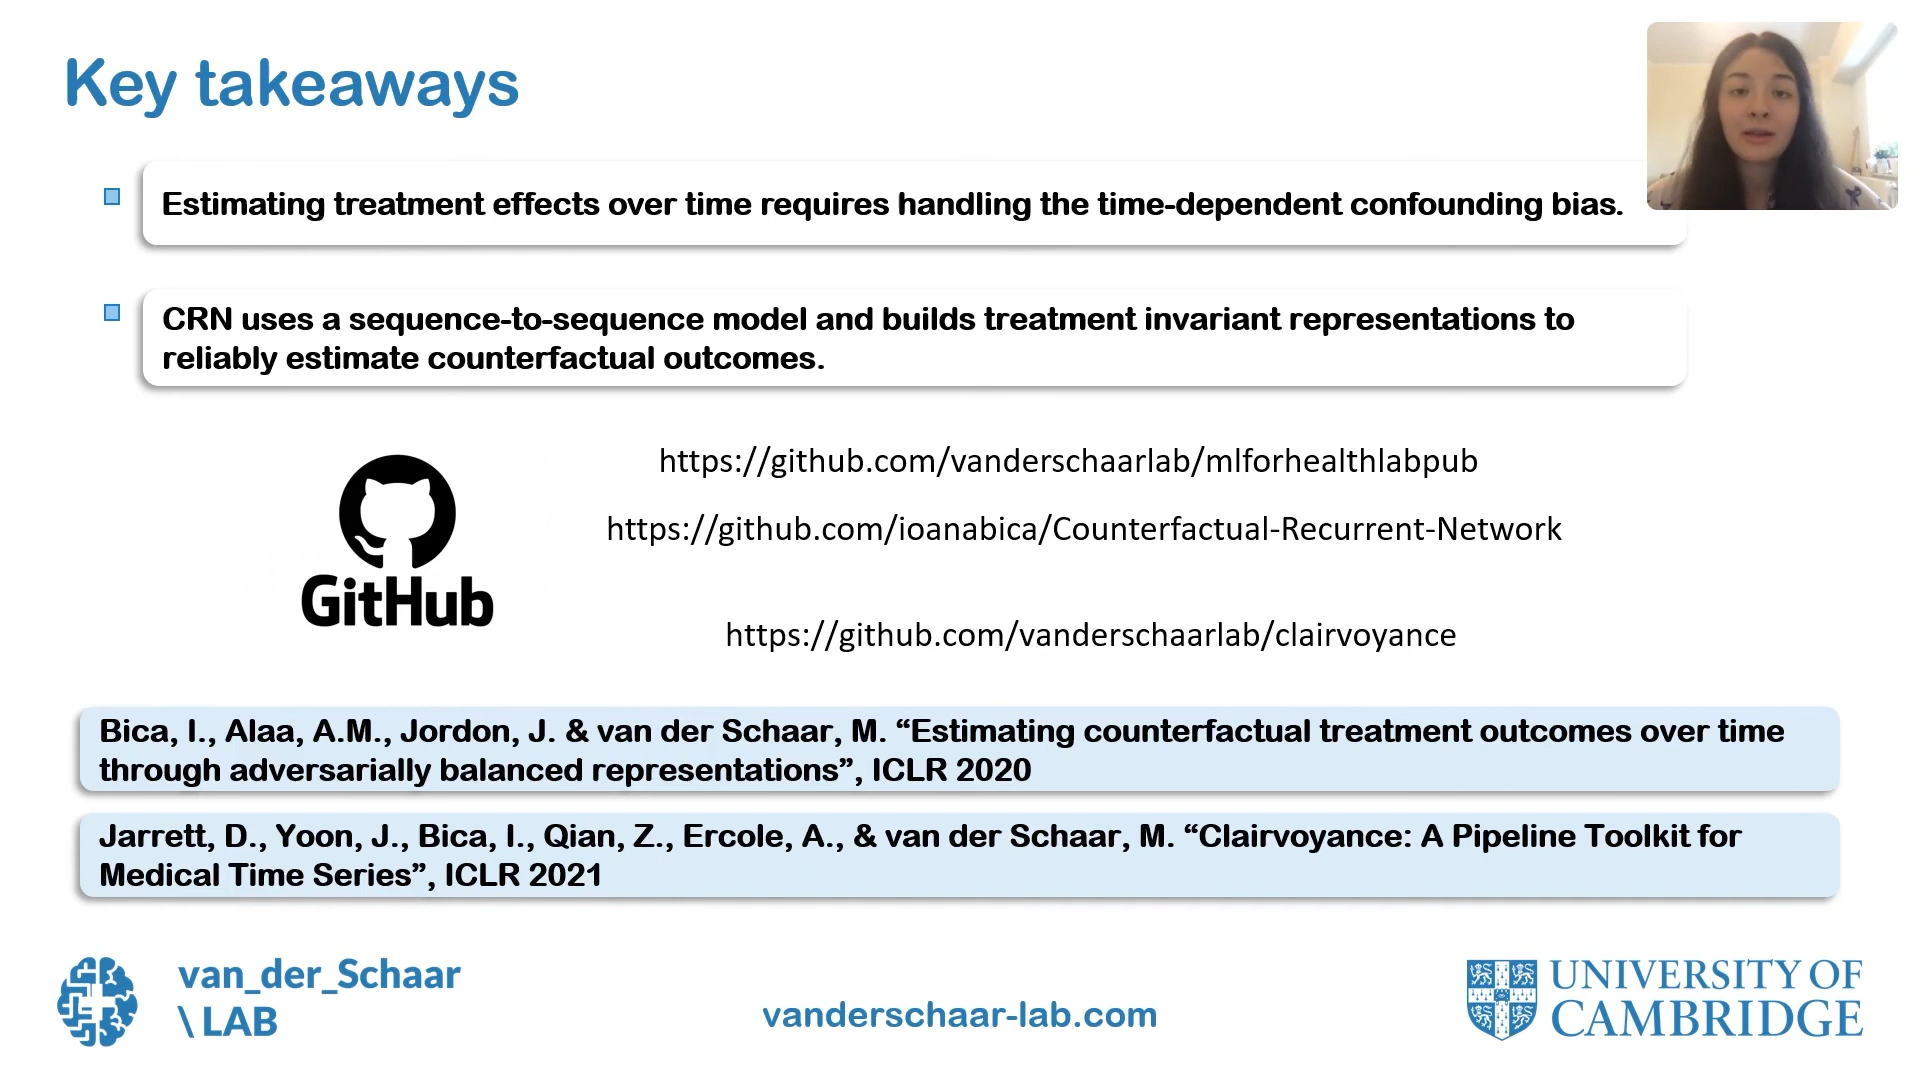 Key takeaways
Estimating treatment effects over time requires handling the time-dependent confounding bias.
CRN uses a sequence-to-sequence model and builds treatment invariant representations to
reliably estimate counterfactual outcomes.
https://github.com/vanderschaarlab/mlforhealthlabpub
https://github.com/ioanabica/Counterfactual-Recurrent-Network
GitHub
https://github.com/vanderschaarlab/clairvoyance
Bica, I., Alaa, A.M., Jordon, J. & van der Schaar, M. “Estimating counterfactual treatment outcomes over time
through adversarially balanced representations”, ICLR 2020
Jarrett, D., Yoon, J., Bica, I., Qian, Z., Ercole, A., & van der Schaar, M. “Clairvoyance: A Pipeline Toolkit for
Medical Time Series”, ICLR 2021
van_der_Schaar
\ LAB
vanderschaar-lab.com
UNIVERSITY OF
CAMBRIDGE